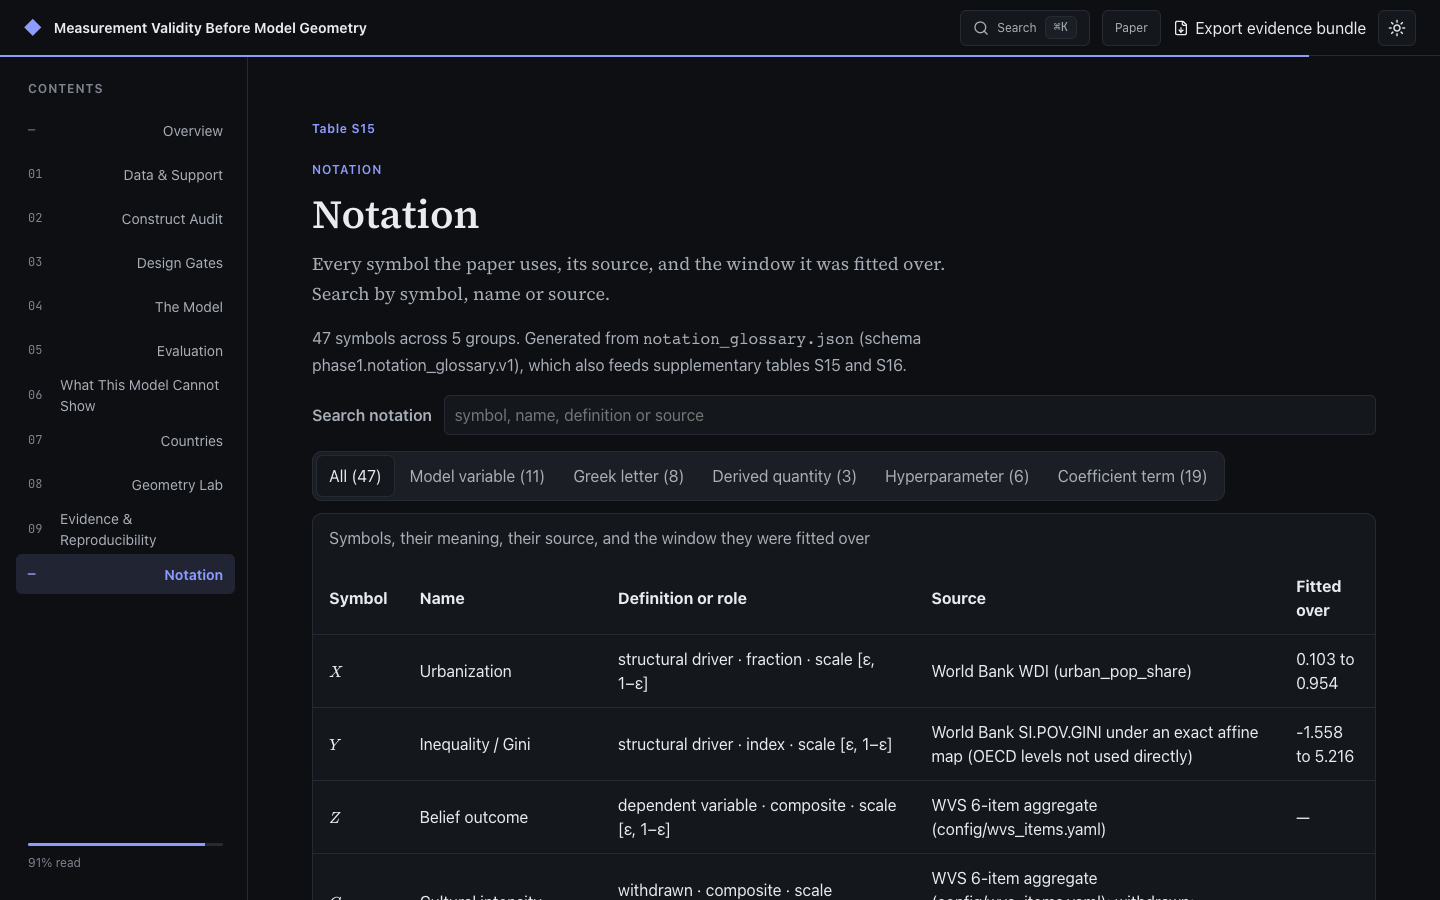 Measurement Validity Before Model Geometry
Search ⌘K
Paper
Export evidence bundle
CONTENTS
— Overview
01 Data & Support
02 Construct Audit
03 Design Gates
04 The Model
05 Evaluation
06 What This Model Cannot
Show
07 Countries
08 Geometry Lab
09 Evidence &
Reproducibility
— Notation
91% read
Table S15
NOTATION
Notation
Every symbol the paper uses, its source, and the window it was fitted over.
Search by symbol, name or source.
47 symbols across 5 groups. Generated from notation_glossary.json (schema
phase1.notation_glossary.v1), which also feeds supplementary tables S15 and S16.
Search notation symbol, name, definition or source
All (47) Model variable (11) Greek letter (8) Derived quantity (3) Hyperparameter (6) Coefficient term (19)
Symbols, their meaning, their source, and the window they were fitted over
Symbol Name Definition or role Source Fitted
over
X Urbanization structural driver · fraction · scale [ε,
1−ε] World Bank WDI (urban_pop_share) 0.103 to
0.954
Y Inequality / Gini structural driver · index · scale [ε, 1−ε] World Bank SI.POV.GINI under an exact affine
map (OECD levels not used directly) -1.558
to 5.216
Z Belief outcome dependent variable · composite · scale
[ε, 1−ε] WVS 6-item aggregate
(config/wvs_items.yaml) —
withdrawn · composite · scale
WVS 6-item aggregate